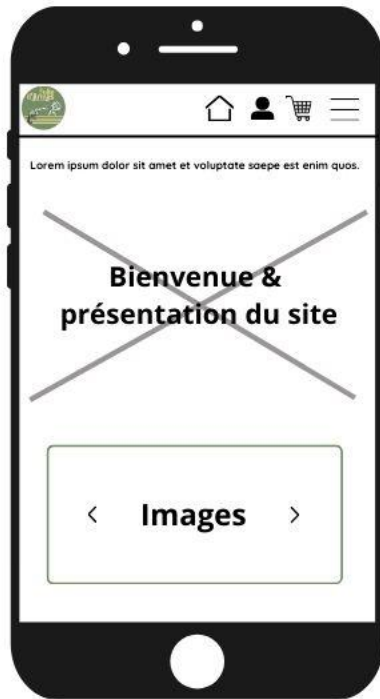 Lorem ipsum dolor sit amet et voluptate saepe est enim quos.
Bienvenue &
présentation du site
Images